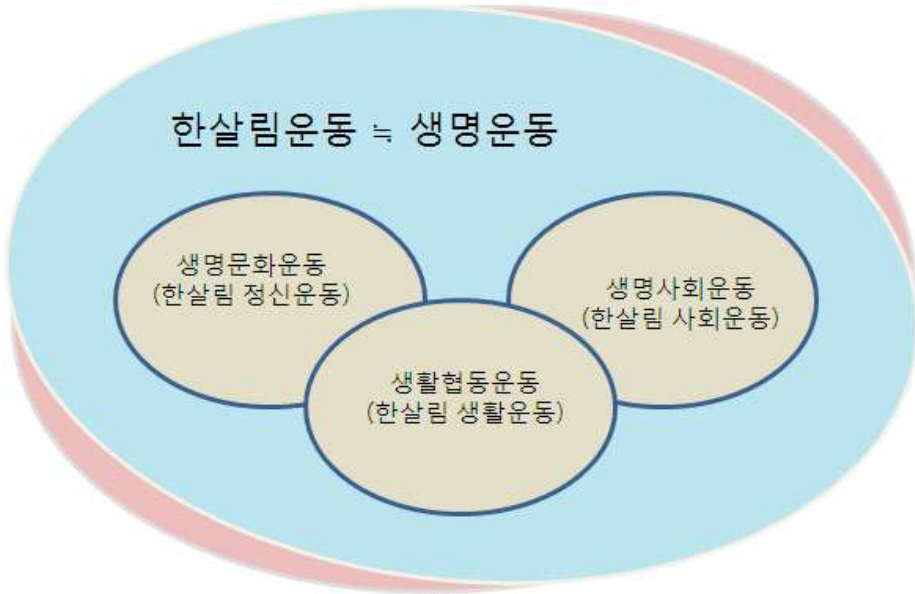 한살림운동 ≒ 생명운동
생명문화운동
(한살림 정신운동)
생명사회운동
(한살림 사회운동)
생활협동운동
(한살림 생활운동)